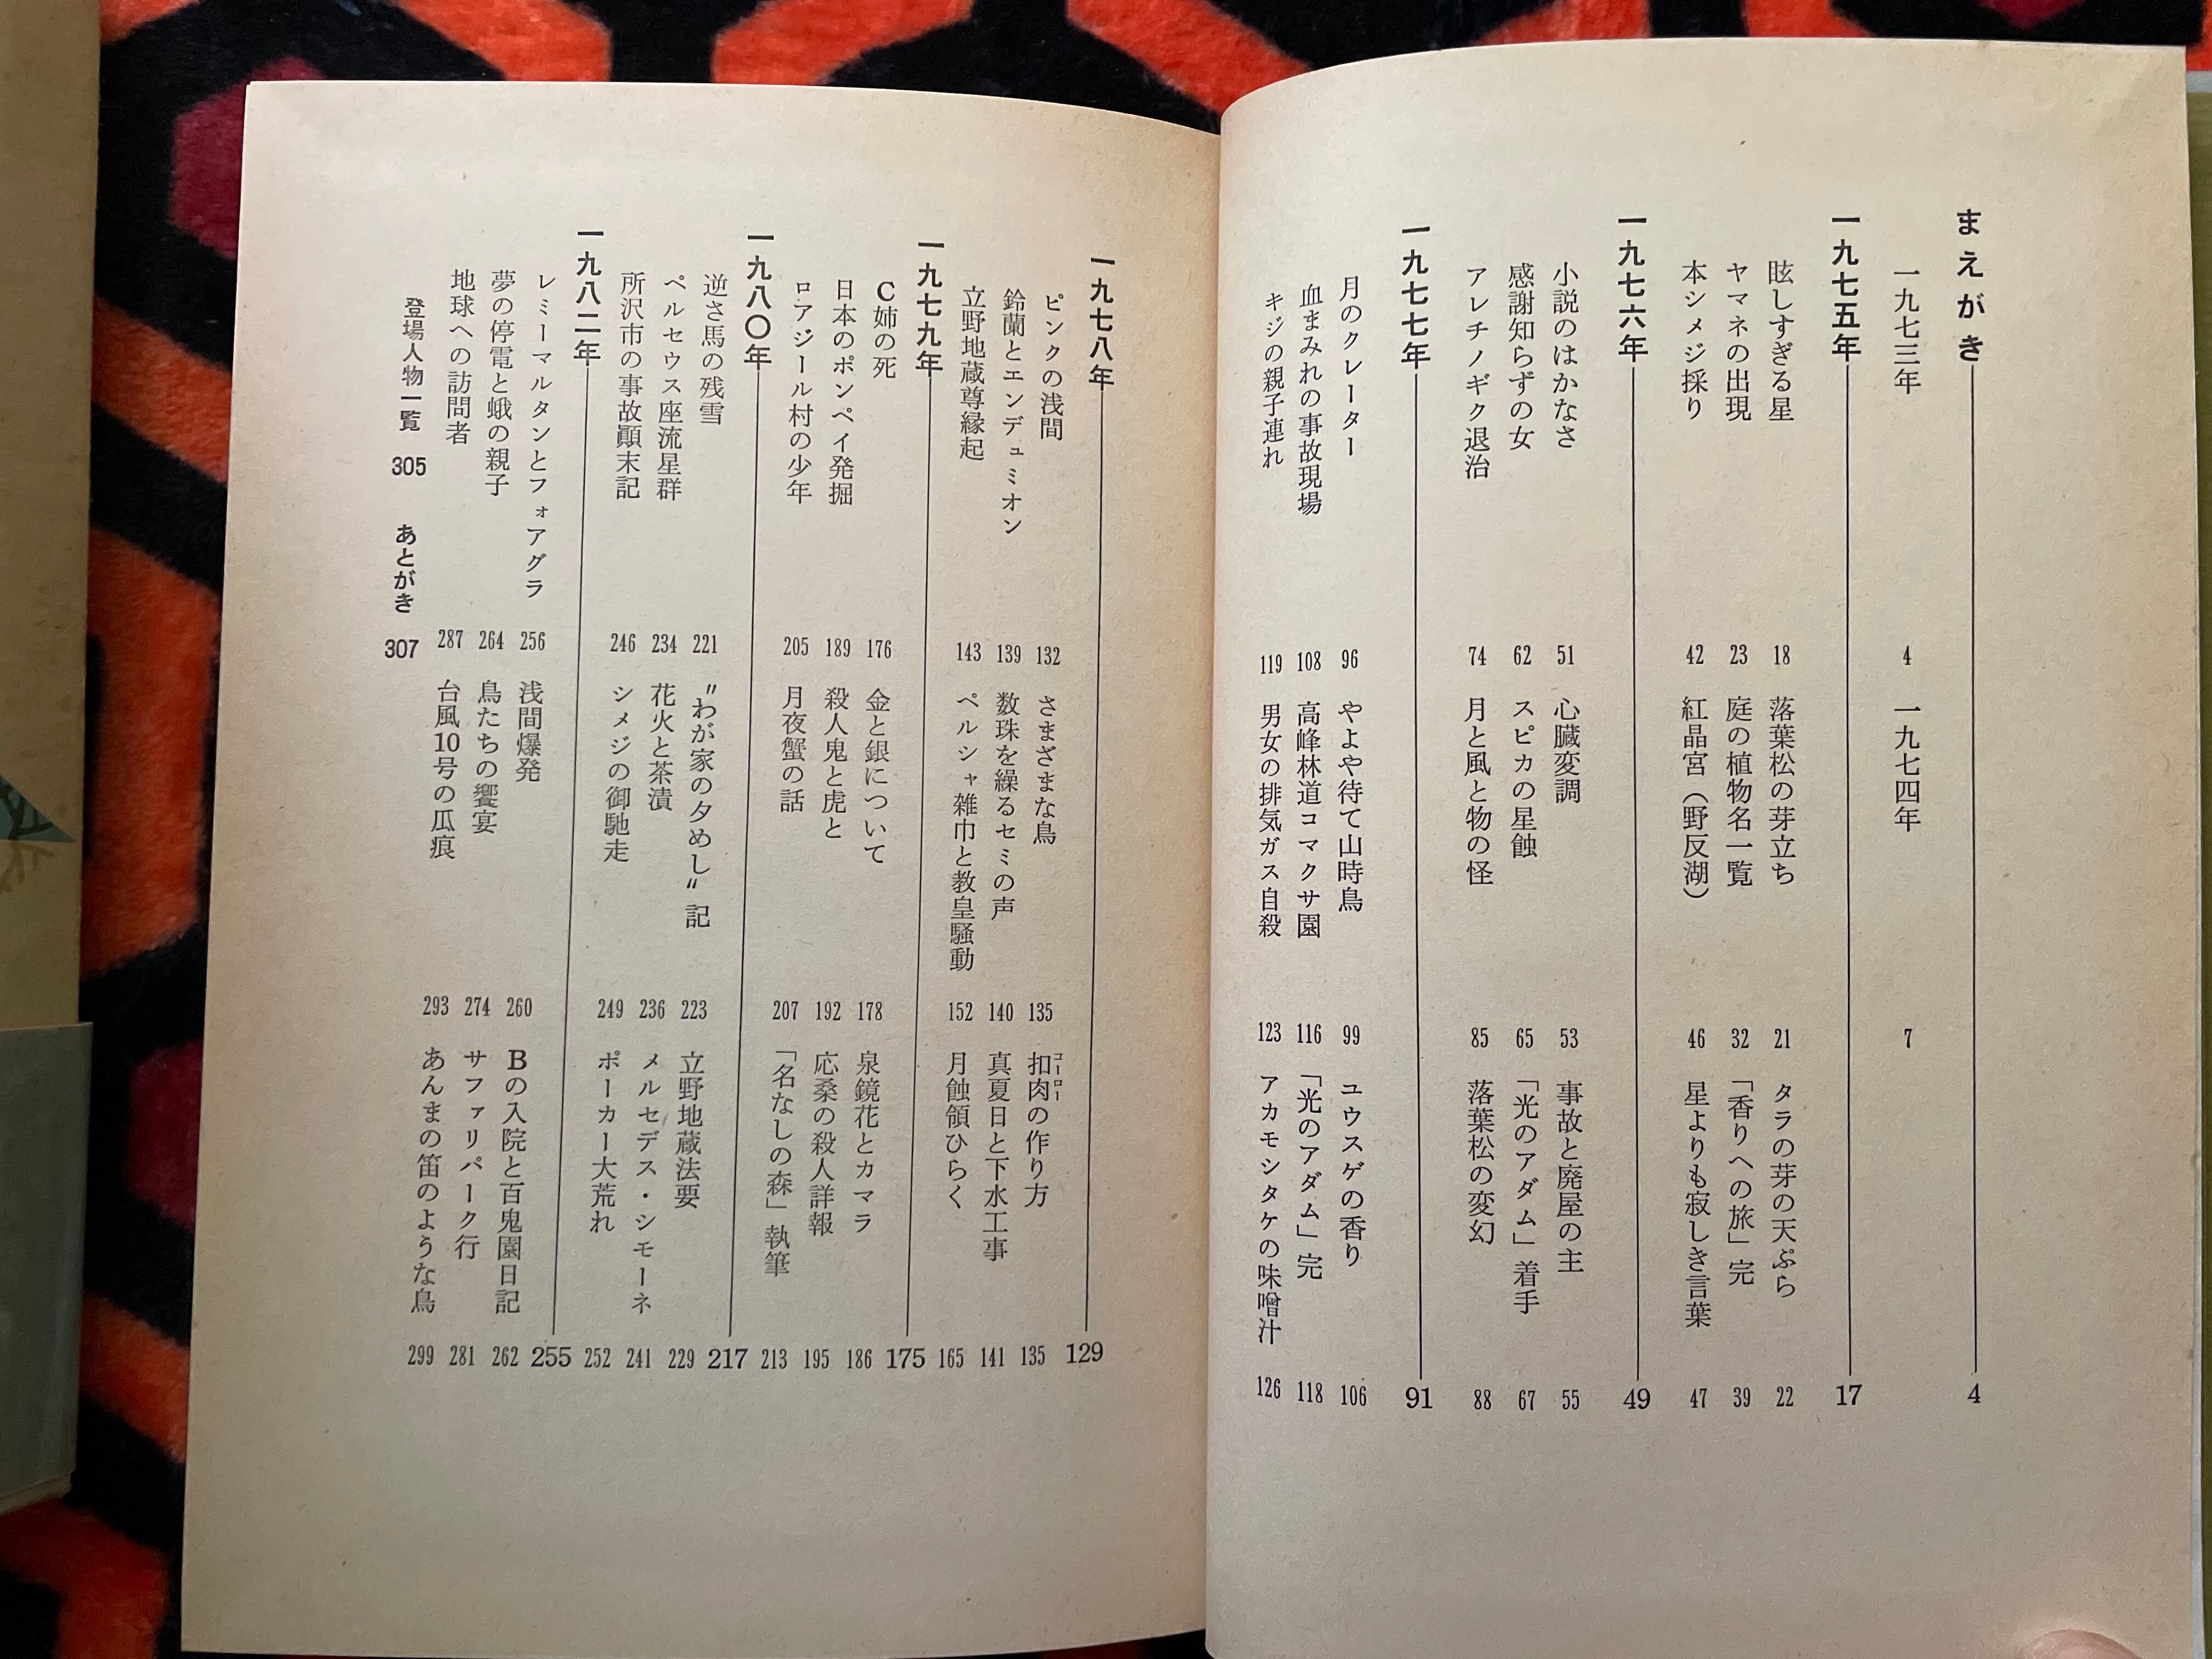 まえがき 4
一九七三年 4 一九七四年 7
一九七五年 17
眩しすぎる星 18 落葉松の芽立ち 21 タラの芽の天ぷら 22
ヤマネの出現 23 庭の植物名一覧 32 「香りへの旅」完 39
本シメジ採り 42 紅晶宮（野反湖） 46 星よりも寂しき言葉 47
一九七六年 49
小説のはかなさ 51 心臓変調 53 事故と廃屋の主 55
感謝知らずの女 62 スピカの星蝕 65 「光のアダム」着手 67
アレチノギク退治 74 月と風と物の怪 85 落葉松の変幻 88
一九七七年 91
月のクレーター 96 やよや待て山時鳥 99 ユウスゲの香り 106
血まみれの事故現場 108 高峰林道コマクサ園 116 「光のアダム」完 118
キジの親子連れ 119 男女の排気ガス自殺 123 アカモシタケの味噌汁 126
一九七八年 129
ピンクの浅間 132 さまざまな鳥 135 扣肉の作り方 135
コーロー
鈴蘭とエンデュミオン 139 数珠を繰るセミの声 140 真夏日と下水工事 141
立野地蔵尊縁起 143 ペルシャ雑巾と教皇騒動 152 月蝕領ひらく 165
一九七九年 175
C姉の死 176 金と銀について 178 泉鏡花とカマラ 186
日本のポンペイ発掘 189 殺人鬼と虎と 192 応桑の殺人詳報 195
ロアジール村の少年 205 月夜蟹の話 207 「名なしの森」執筆 213
一九八〇年 217
逆さ馬の残雪 221 〝わが家の夕めし〟記 223 立野地蔵法要 229
ペルセウス座流星群 234 花火と茶漬 236 メルセデス・シモーネ 241
所沢市の事故顚末記 246 シメジの御馳走 249 ポーカー大荒れ 252
一九八二年 255
レミーマルタンとフォアグラ 256 浅間爆発 260 Bの入院と百鬼園日記 262
夢の停電と蛾の親子 264 鳥たちの饗宴 274 サファリパーク行 281
地球への訪問者 287 台風10号の瓜痕 293 あんまの笛のような鳥 299
登場人物一覧 305 あとがき 307